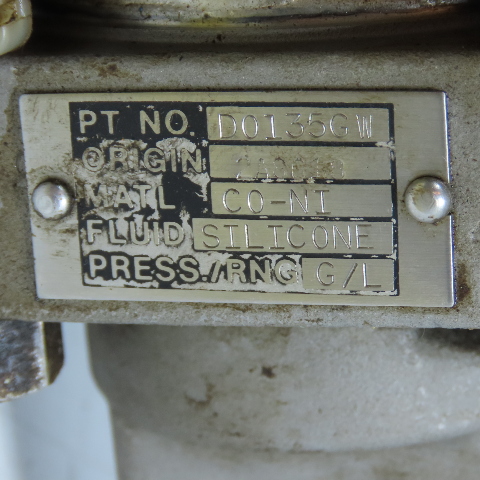 PT NO. D0135GW
ORIGIN
MATL CO-NI
FLUID SILICONE
PRESS./RNG G/L